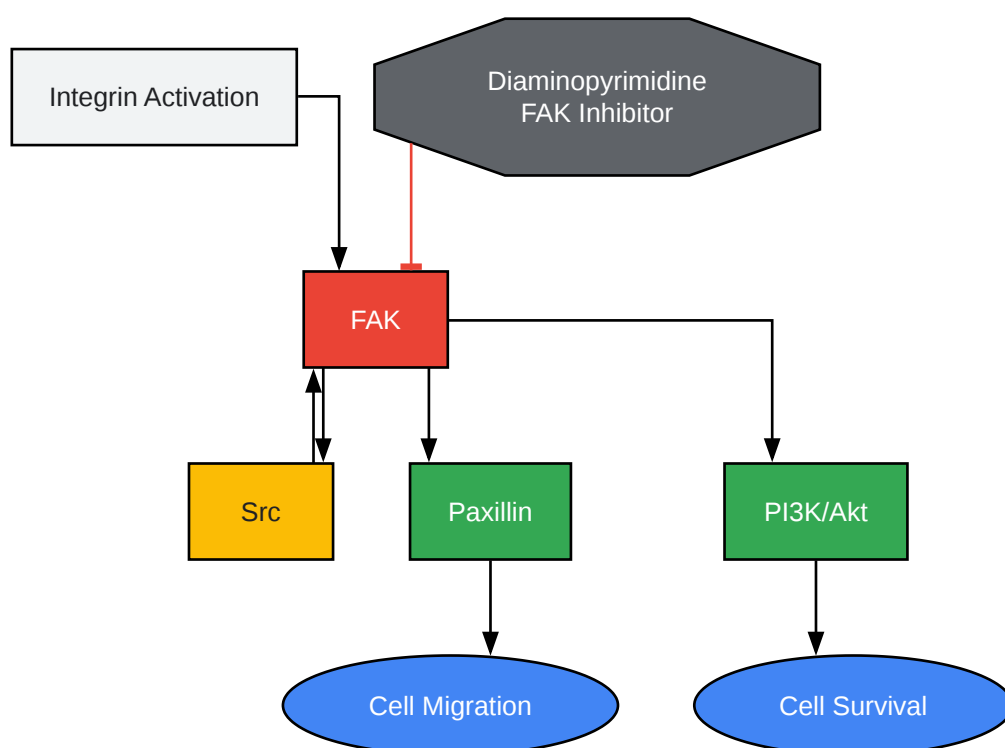 Integrin Activation
Diaminopyrimidine
FAK Inhibitor
FAK
Src
Paxillin
PI3K/Akt
Cell Migration
Cell Survival